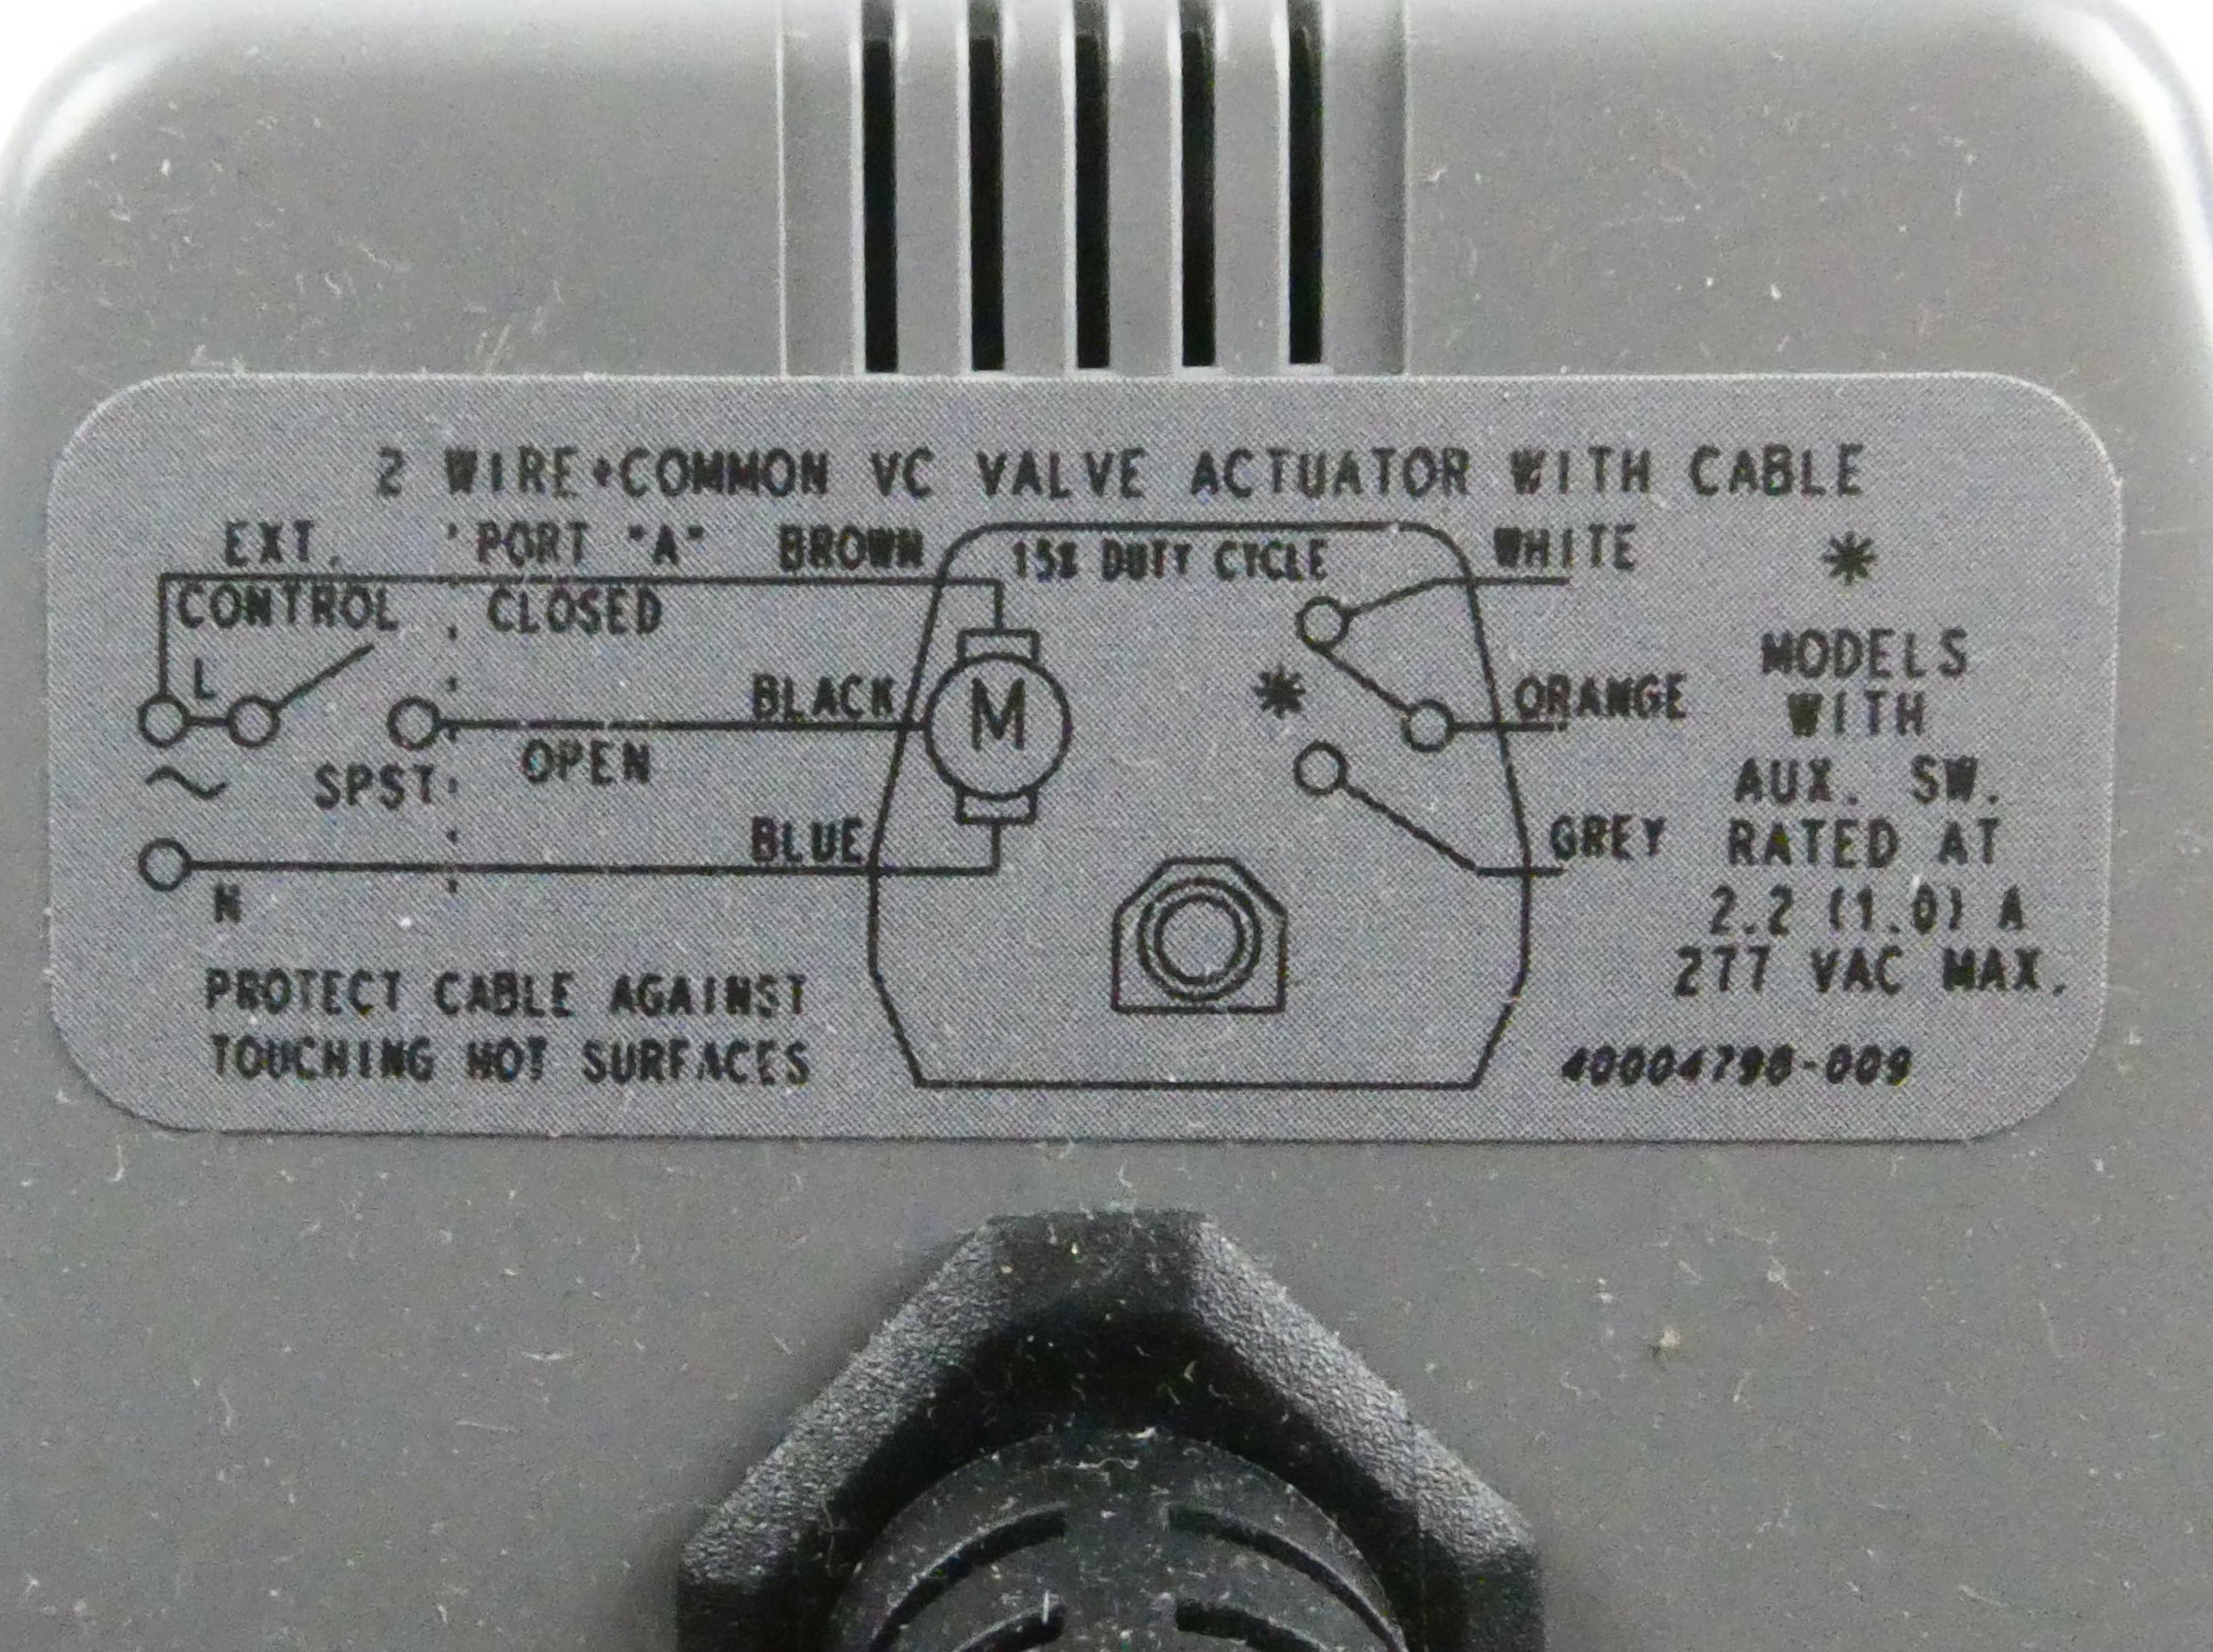 2 WIRE+COMMON VC VALVE ACTUATOR WITH CABLE
EXT. PORT "A" BROWN 15% DUTY CYCLE WHITE *
CONTROL CLOSED
L
BLACK M * ORANGE
MODELS
WITH
~ SPST OPEN
AUX. SW.
BLUE GREY
RATED AT
N
2.2 (1.0) A
277 VAC MAX.
PROTECT CABLE AGAINST
TOUCHING HOT SURFACES
40004798-009